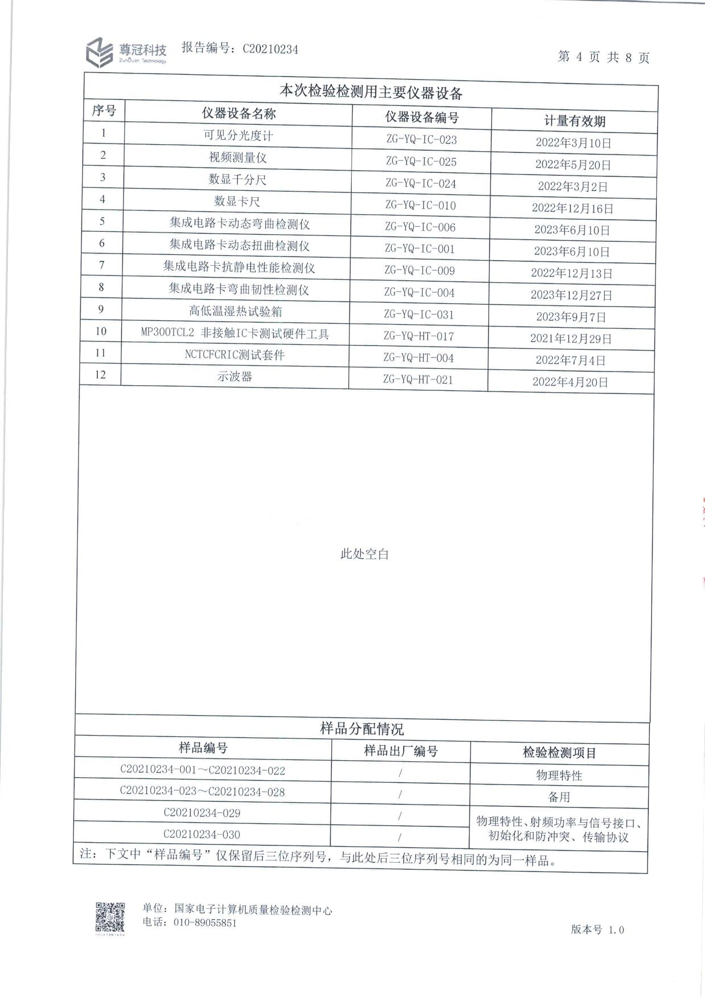 尊冠科技
ZunGuan Technology
报告编号：C20210234
第 4 页 共 8 页
本次检验检测用主要仪器设备
序号 仪器设备名称 仪器设备编号 计量有效期
1 可见分光度计 ZG-YQ-IC-023 2022年3月10日
2 视频测量仪 ZG-YQ-IC-025 2022年5月20日
3 数显千分尺 ZG-YQ-IC-024 2022年3月2日
4 数显卡尺 ZG-YQ-IC-010 2022年12月16日
5 集成电路卡动态弯曲检测仪 ZG-YQ-IC-006 2023年6月10日
6 集成电路卡动态扭曲检测仪 ZG-YQ-IC-001 2023年6月10日
7 集成电路卡抗静电性能检测仪 ZG-YQ-IC-009 2022年12月13日
8 集成电路卡弯曲韧性检测仪 ZG-YQ-IC-004 2023年12月27日
9 高低温湿热试验箱 ZG-YQ-IC-031 2023年9月7日
10 MP300TCL2 非接触IC卡测试硬件工具 ZG-YQ-HT-017 2021年12月29日
11 NCTCFCRIC测试套件 ZG-YQ-HT-004 2022年7月4日
12 示波器 ZG-YQ-HT-021 2022年4月20日
此处空白
样品分配情况
样品编号 样品出厂编号 检验检测项目
C20210234-001～C20210234-022 / 物理特性
C20210234-023～C20210234-028 / 备用
C20210234-029 /
物理特性、射频功率与信号接口、
初始化和防冲突、传输协议
C20210234-030 /
注：下文中“样品编号”仅保留后三位序列号，与此处后三位序列号相同的为同一样品。
单位：国家电子计算机质量检验检测中心
电话：010-89055851
版本号 1.0